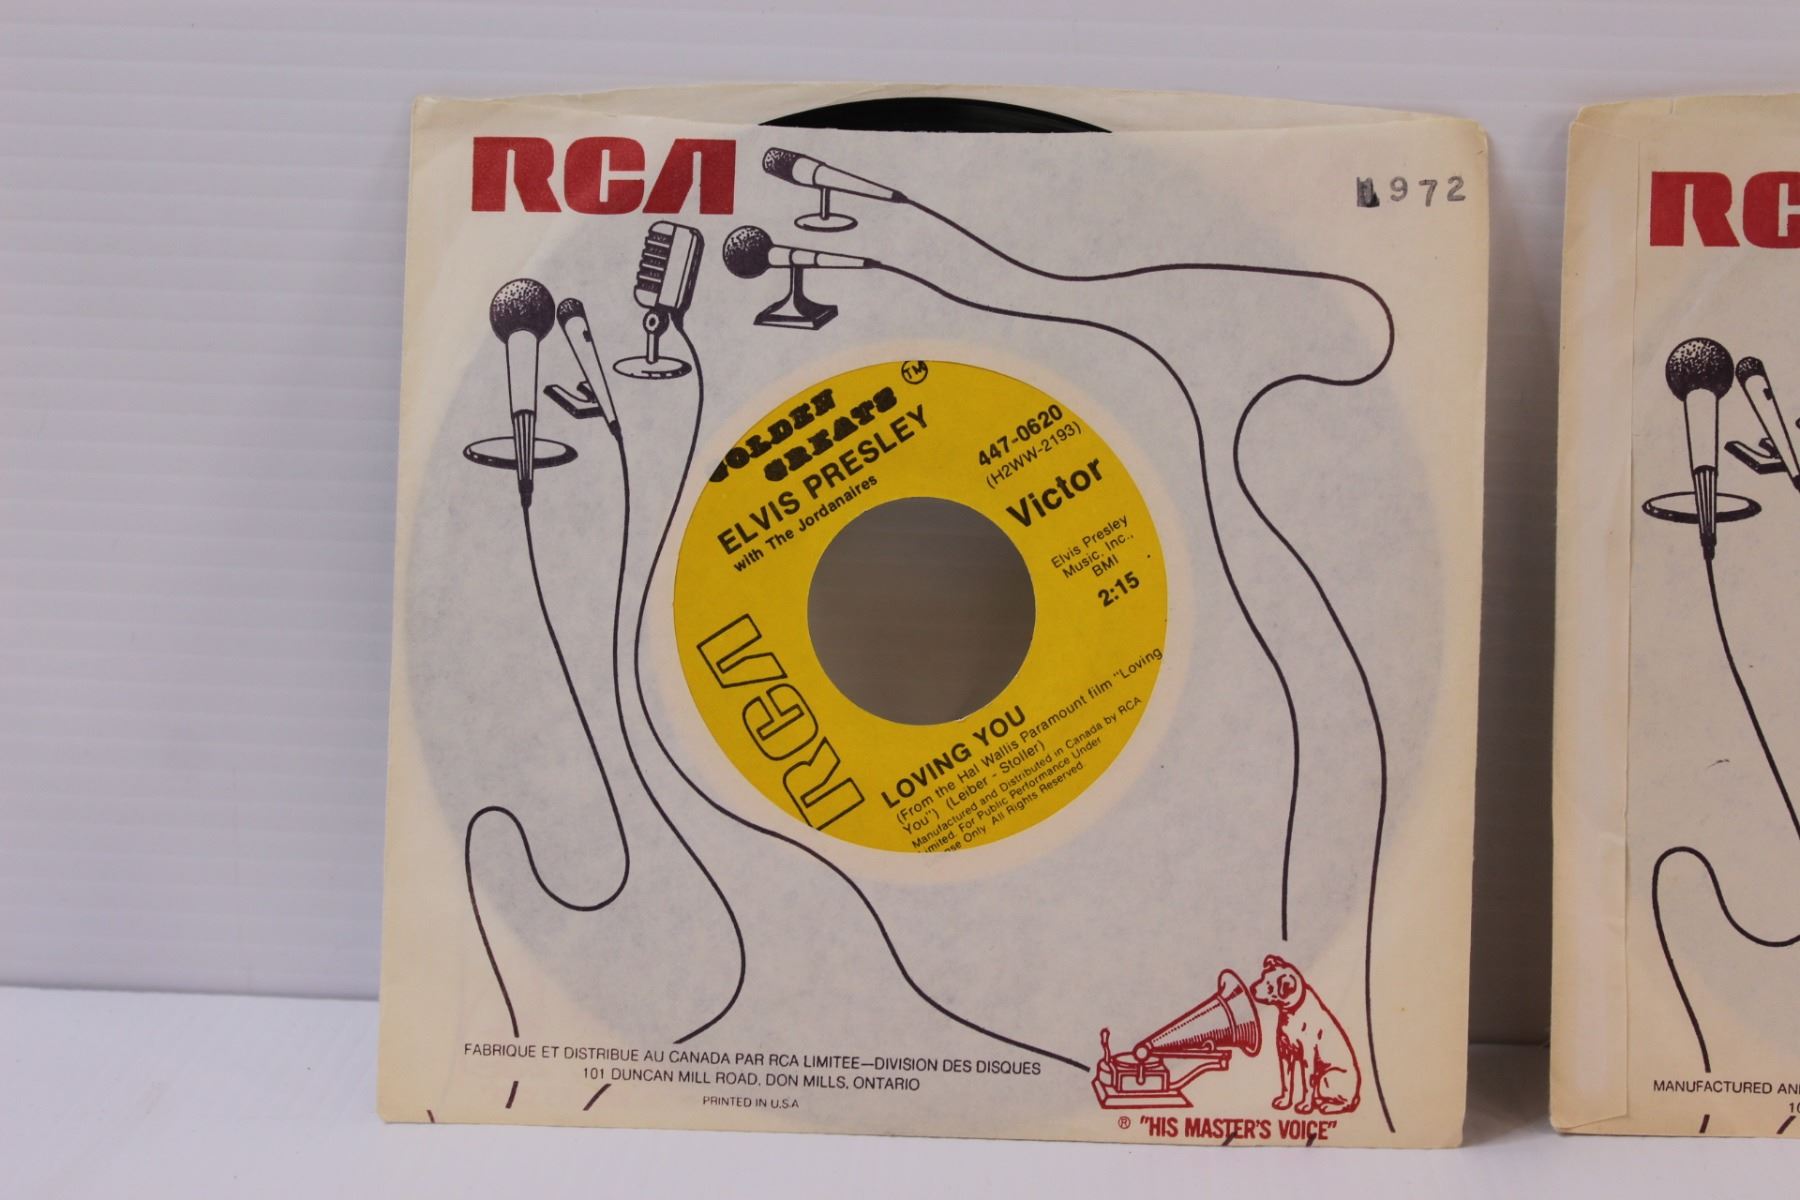 RCA
1972
GOLDEN
GREATS TM
ELVIS PRESLEY
with The Jordanaires
447-0620
(H2WW-2193)
Victor
Elvis Presley
Music, Inc.,
BMI
2:15
RCA
LOVING YOU
(From the Hal Wallis Paramount film "Loving
You") (Leiber - Stoller)
Manufactured and Distributed in Canada by RCA
Limited. For Public Performance Under
Only All Rights Reserved.
FABRIQUE ET DISTRIBUE AU CANADA PAR RCA LIMITEE—DIVISION DES DISQUES
101 DUNCAN MILL ROAD, DON MILLS, ONTARIO
PRINTED IN U.S.A
® "HIS MASTER'S VOICE"
RC
MANUFACTURED AN
10